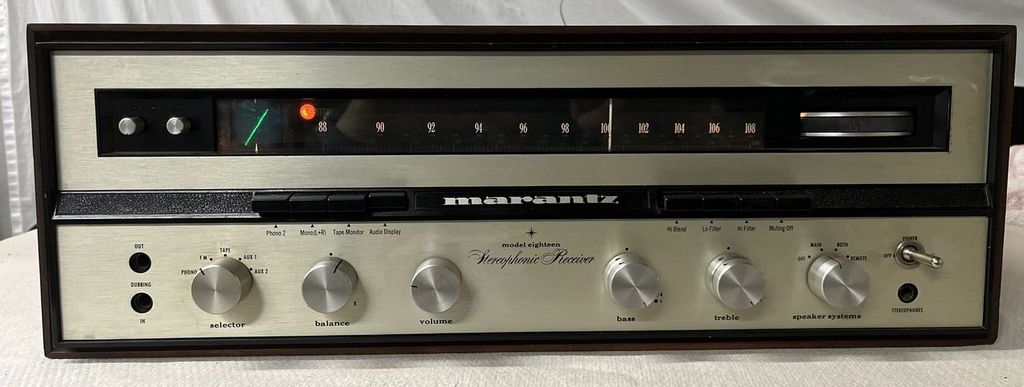 88 90 92 94 96 98 100 102 104 106 108
marantz
Phono 2 Mono(L+R) Tape Monitor Audio Display
Hi Blend Lo Filter Hi Filter Muting Off
model eighteen
Stereophonic Receiver
OUT
DUBBING
IN
PHONO FM TAPE AUX 1 AUX 2
selector
balance
volume
bass
treble
OFF MAIN BOTH REMOTE
speaker systems
POWER
OFF
STEREOPHONES